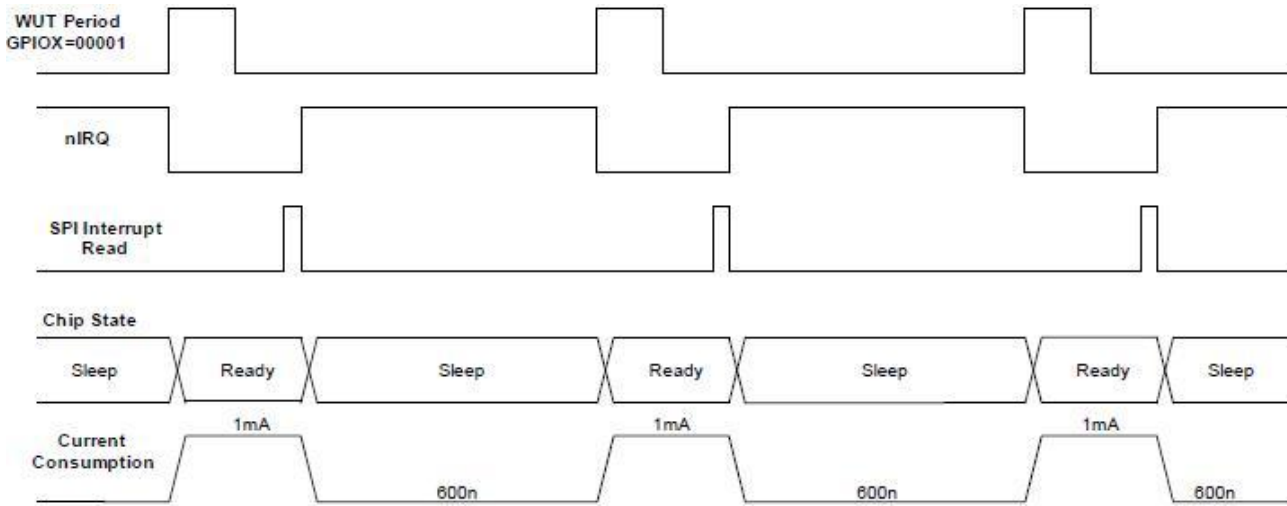 WUT Period
GPIOX=00001
nIRQ
SPI Interrupt
Read
Chip State
Sleep Ready Sleep Ready Sleep Ready Sleep
1mA 1mA 1mA
Current
Consumption
600n 600n 600n